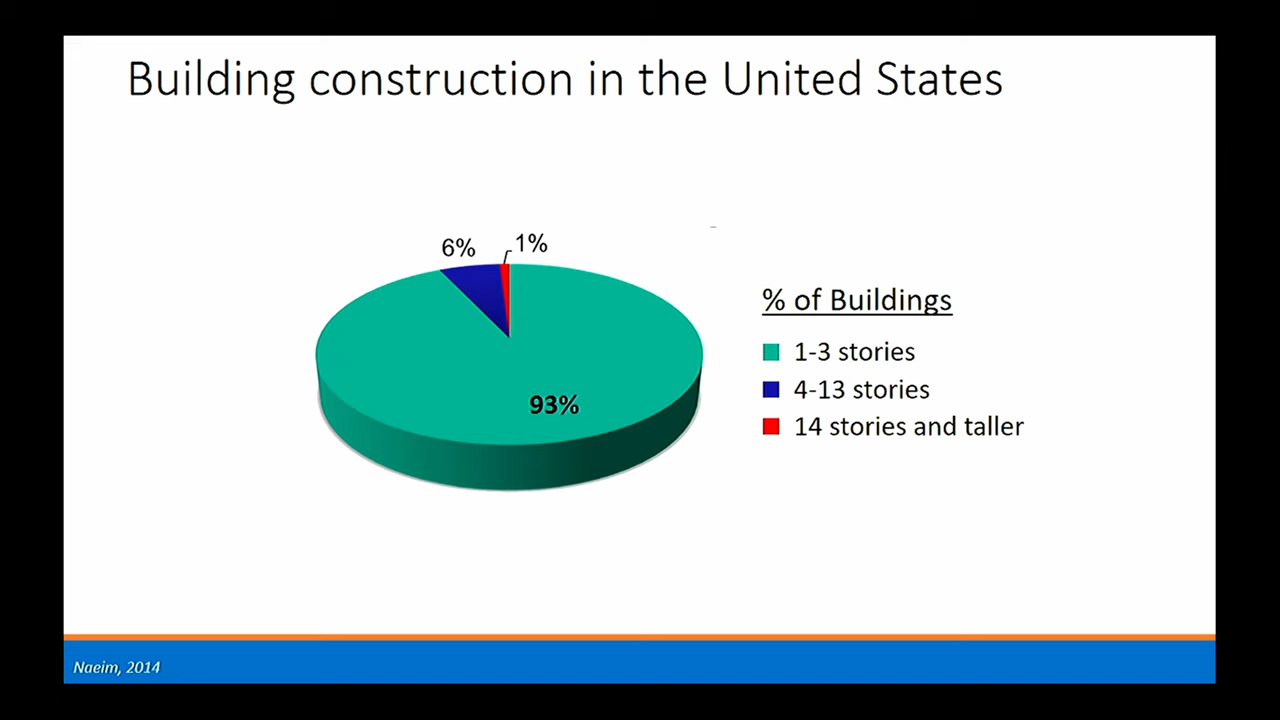 Building construction in the United States
6%
1%
93%
% of Buildings
1-3 stories
4-13 stories
14 stories and taller
Naeim, 2014